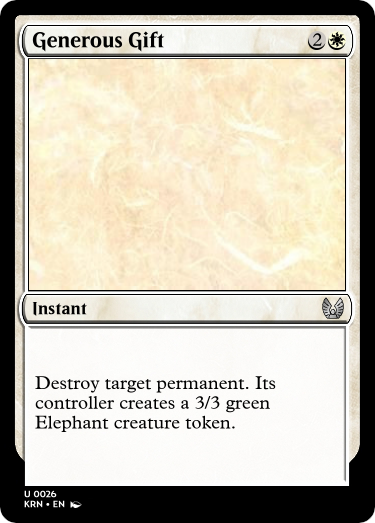 Generous Gift 2
Instant
Destroy target permanent. Its
controller creates a 3/3 green
Elephant creature token.
U 0026
KRN • EN